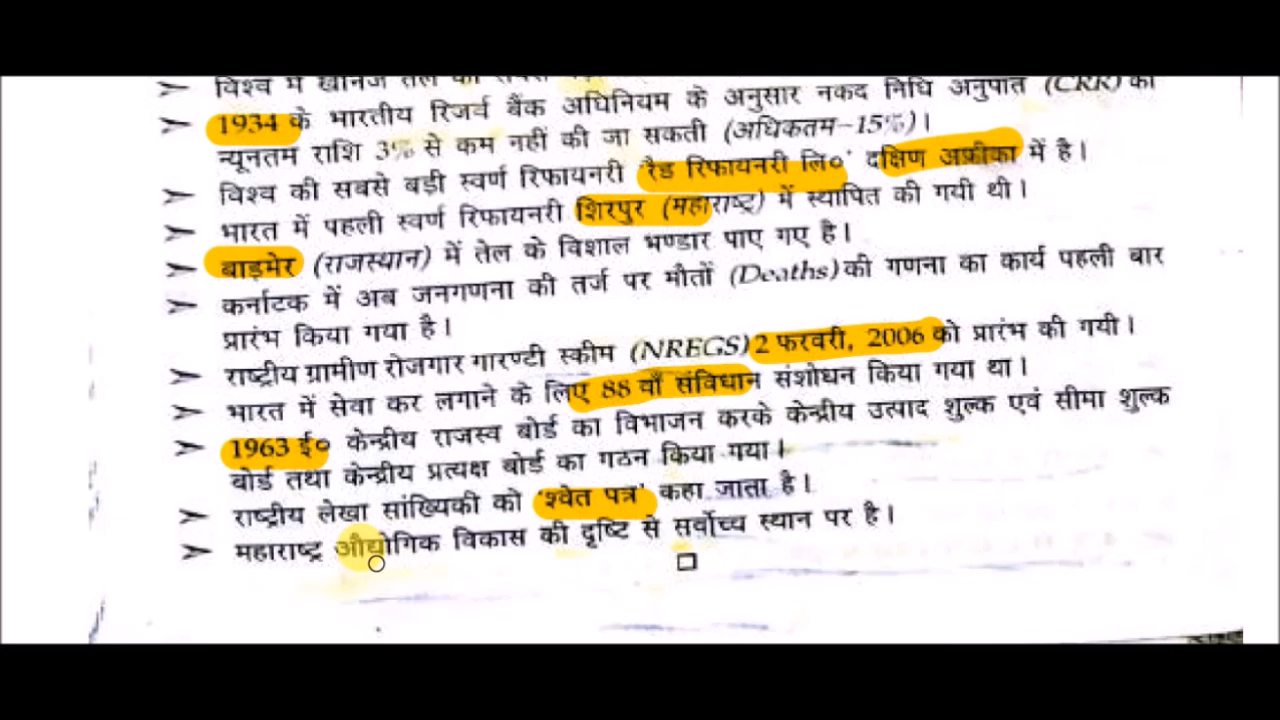 ➢ विश्व में खनिज तेल का
➢ 1934 के भारतीय रिजर्व बैंक अधिनियम के अनुसार नकद निधि अनुपात (CRR) की
न्यूनतम राशि 3% से कम नहीं की जा सकती (अधिकतम–15%)।
➢ विश्व की सबसे बड़ी स्वर्ण रिफायनरी 'रैड रिफायनरी लि०' दक्षिण अफ्रीका में है।
➢ भारत में पहली स्वर्ण रिफायनरी शिरपुर (महाराष्ट्र) में स्थापित की गयी थी।
➢ बाड़मेर (राजस्थान) में तेल के विशाल भण्डार पाए गए है।
➢ कर्नाटक में अब जनगणना की तर्ज पर मौतों (Deaths) की गणना का कार्य पहली बार
प्रारंभ किया गया है।
➢ राष्ट्रीय ग्रामीण रोजगार गारण्टी स्कीम (NREGS) 2 फरवरी, 2006 को प्रारंभ की गयी।
➢ भारत में सेवा कर लगाने के लिए 88 वाँ संविधान संशोधन किया गया था।
➢ 1963 ई० केन्द्रीय राजस्व बोर्ड का विभाजन करके केन्द्रीय उत्पाद शुल्क एवं सीमा शुल्क
बोर्ड तथा केन्द्रीय प्रत्यक्ष बोर्ड का गठन किया गया।
➢ राष्ट्रीय लेखा सांख्यिकी को 'श्वेत पत्र' कहा जाता है।
➢ महाराष्ट्र औद्योगिक विकास की दृष्टि से सर्वोच्च स्थान पर है।